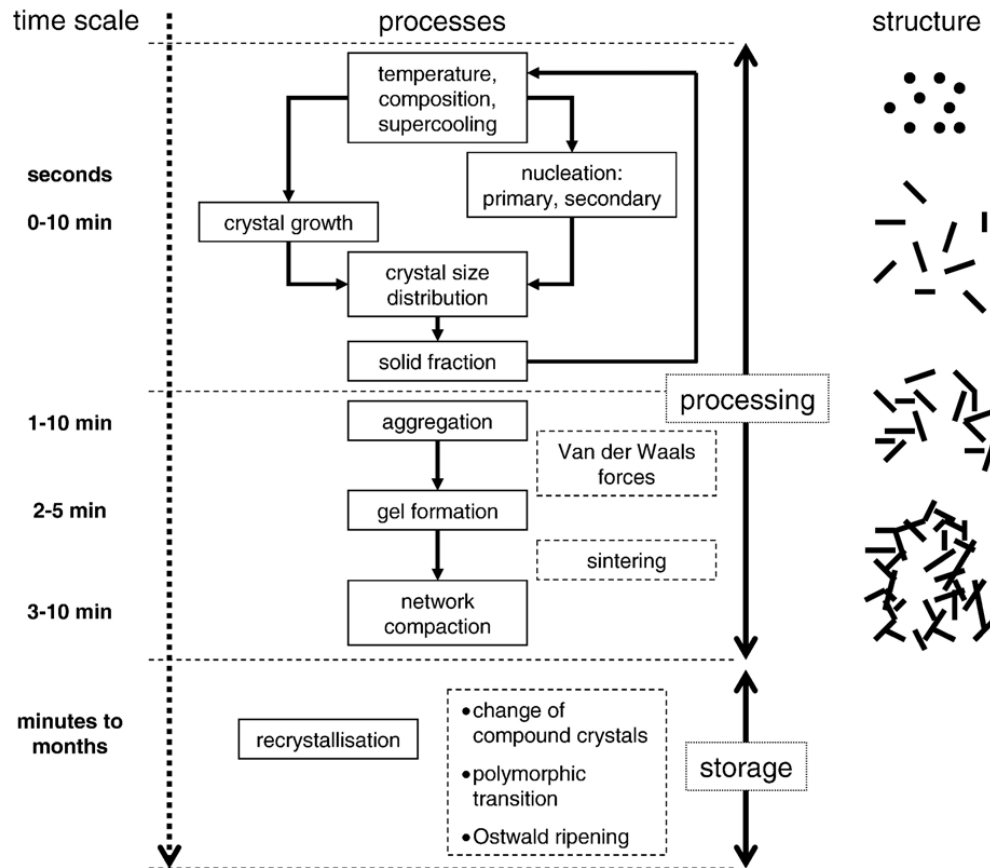 time scale
processes
structure
temperature,
composition,
supercooling
seconds
nucleation:
primary, secondary
0-10 min
crystal growth
crystal size
distribution
solid fraction
processing
1-10 min
aggregation
Van der Waals
forces
2-5 min
gel formation
sintering
3-10 min
network
compaction
minutes to
months
recrystallisation
•change of
compound crystals
•polymorphic
transition
•Ostwald ripening
storage